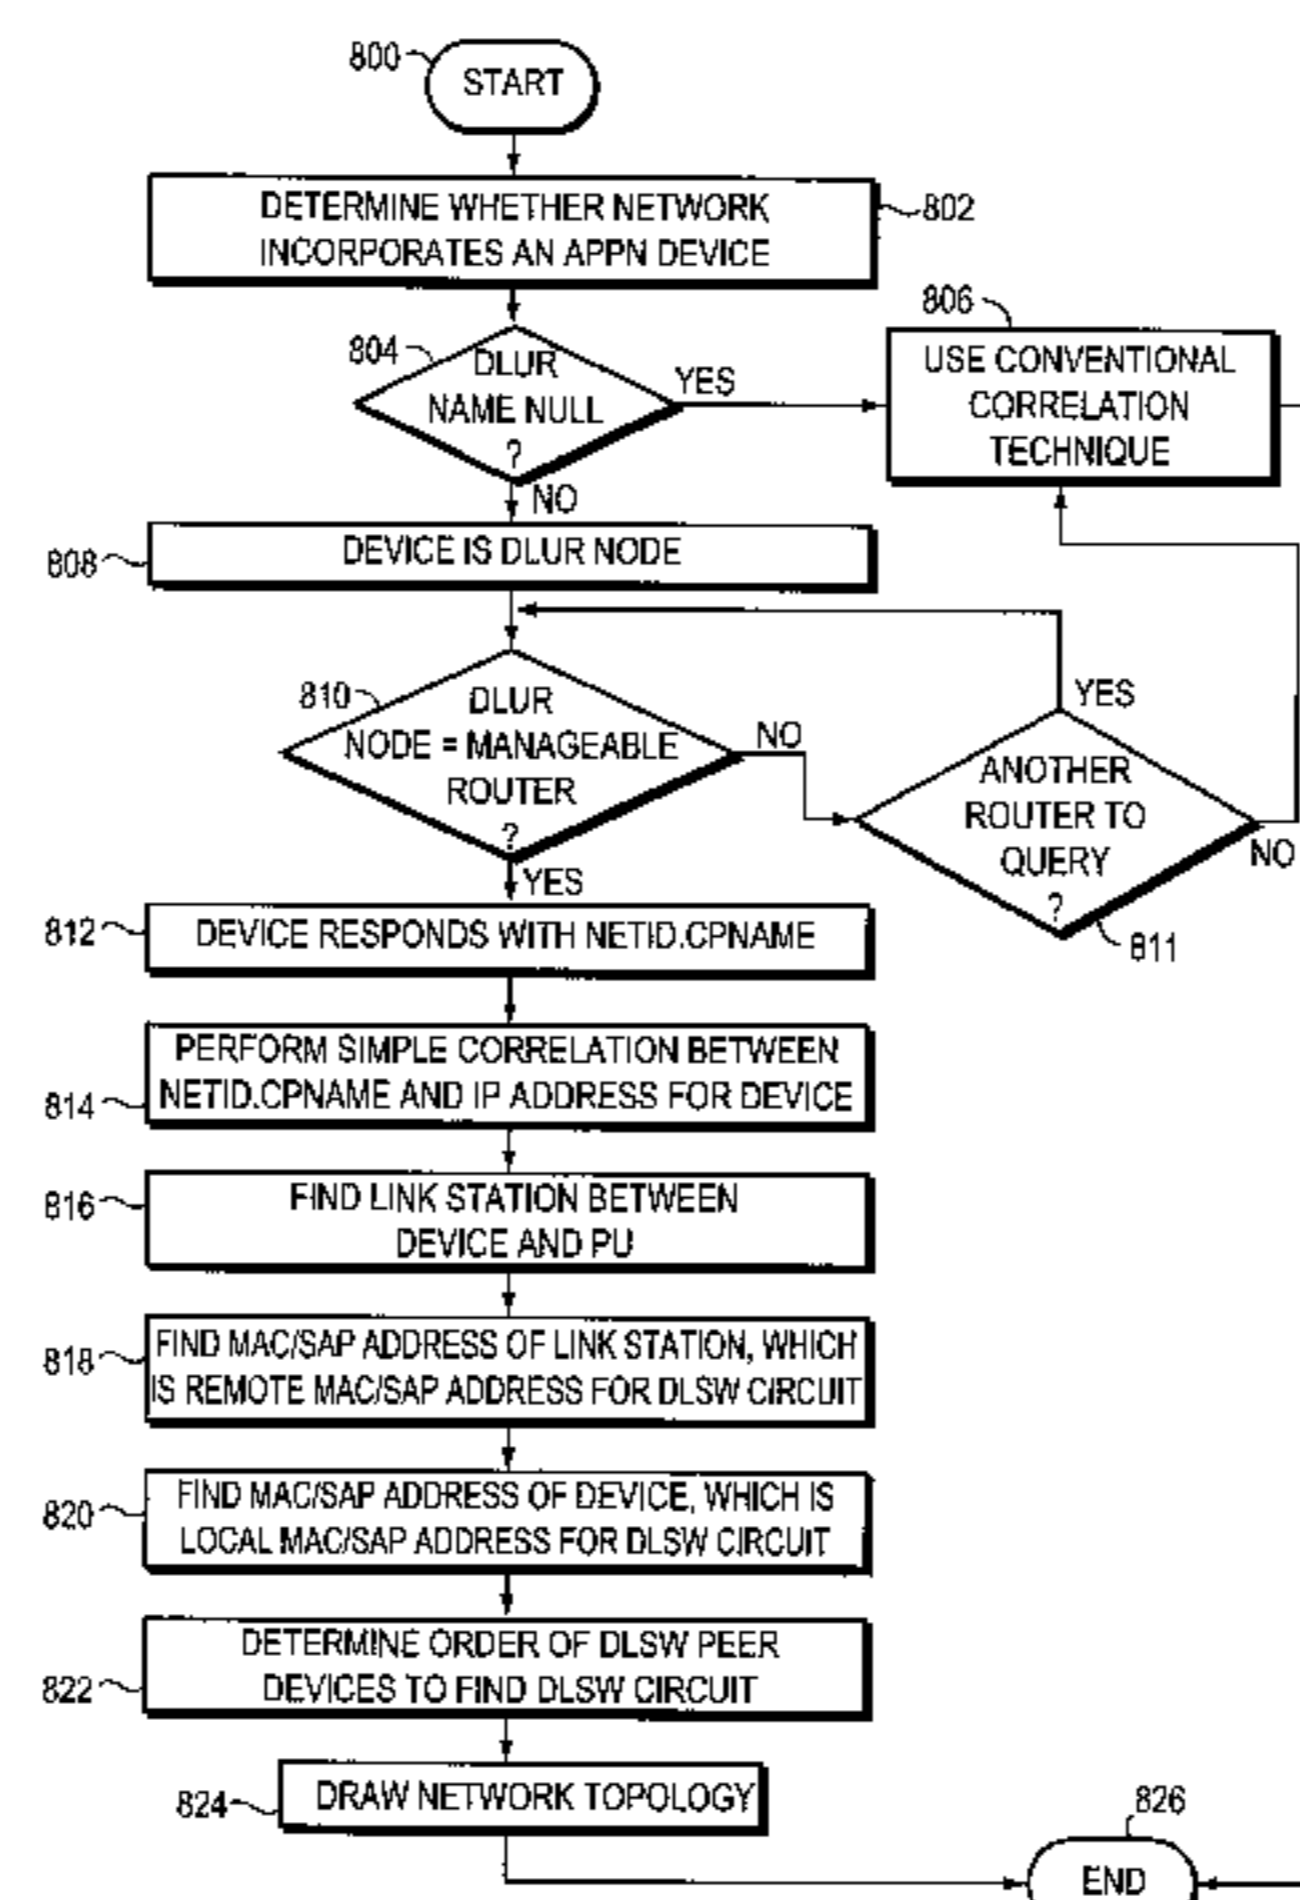 800
START
DETERMINE WHETHER NETWORK
INCORPORATES AN APPN DEVICE
802
804
DLUR
NAME NULL
?
YES
NO
806
USE CONVENTIONAL
CORRELATION
TECHNIQUE
808
DEVICE IS DLUR NODE
810
DLUR
NODE = MANAGEABLE
ROUTER
?
NO
YES
YES
ANOTHER
ROUTER TO
QUERY
?
NO
811
812
DEVICE RESPONDS WITH NETID.CPNAME
814
PERFORM SIMPLE CORRELATION BETWEEN
NETID.CPNAME AND IP ADDRESS FOR DEVICE
816
FIND LINK STATION BETWEEN
DEVICE AND PU
818
FIND MAC/SAP ADDRESS OF LINK STATION, WHICH
IS REMOTE MAC/SAP ADDRESS FOR DLSW CIRCUIT
820
FIND MAC/SAP ADDRESS OF DEVICE, WHICH IS
LOCAL MAC/SAP ADDRESS FOR DLSW CIRCUIT
822
DETERMINE ORDER OF DLSW PEER
DEVICES TO FIND DLSW CIRCUIT
824
DRAW NETWORK TOPOLOGY
826
END